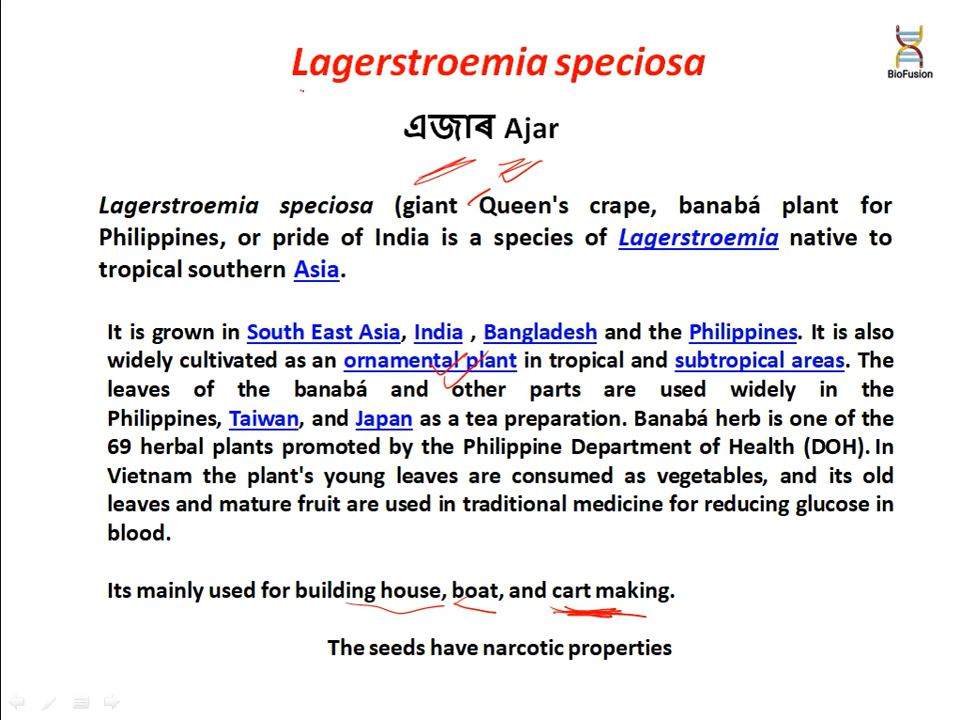 Lagerstroemia speciosa
BioFusion
এজাৰ Ajar
Lagerstroemia speciosa (giant Queen's crape, banabá plant for
Philippines, or pride of India is a species of Lagerstroemia native to
tropical southern Asia.
It is grown in South East Asia, India , Bangladesh and the Philippines. It is also
widely cultivated as an ornamental plant in tropical and subtropical areas. The
leaves of the banabá and other parts are used widely in the
Philippines, Taiwan, and Japan as a tea preparation. Banabá herb is one of the
69 herbal plants promoted by the Philippine Department of Health (DOH). In
Vietnam the plant's young leaves are consumed as vegetables, and its old
leaves and mature fruit are used in traditional medicine for reducing glucose in
blood.
Its mainly used for building house, boat, and cart making.
The seeds have narcotic properties